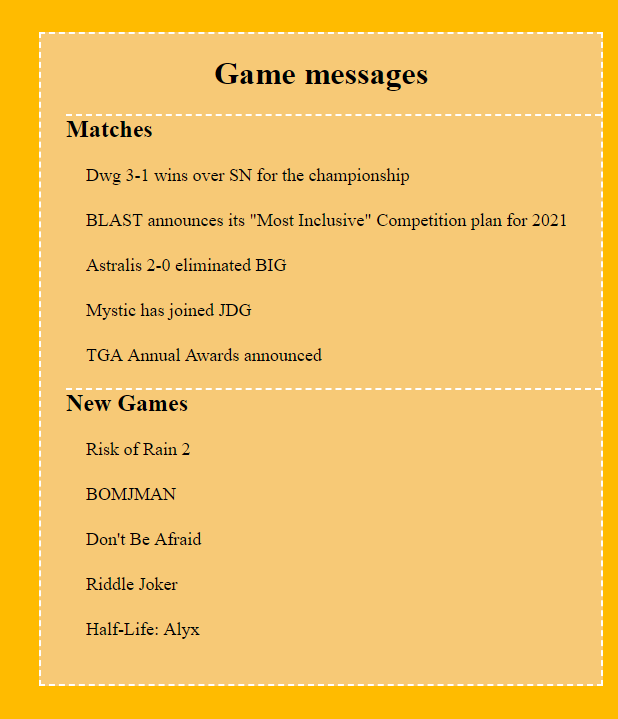 Game messages
Matches
Dwg 3-1 wins over SN for the championship
BLAST announces its "Most Inclusive" Competition plan for 2021
Astralis 2-0 eliminated BIG
Mystic has joined JDG
TGA Annual Awards announced
New Games
Risk of Rain 2
BOMJMAN
Don't Be Afraid
Riddle Joker
Half-Life: Alyx